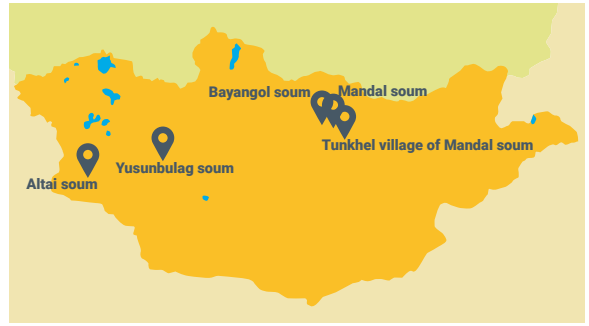 Bayangol soum
Mandal soum
Tunkhel village of Mandal soum
Yusunbulag soum
Altai soum